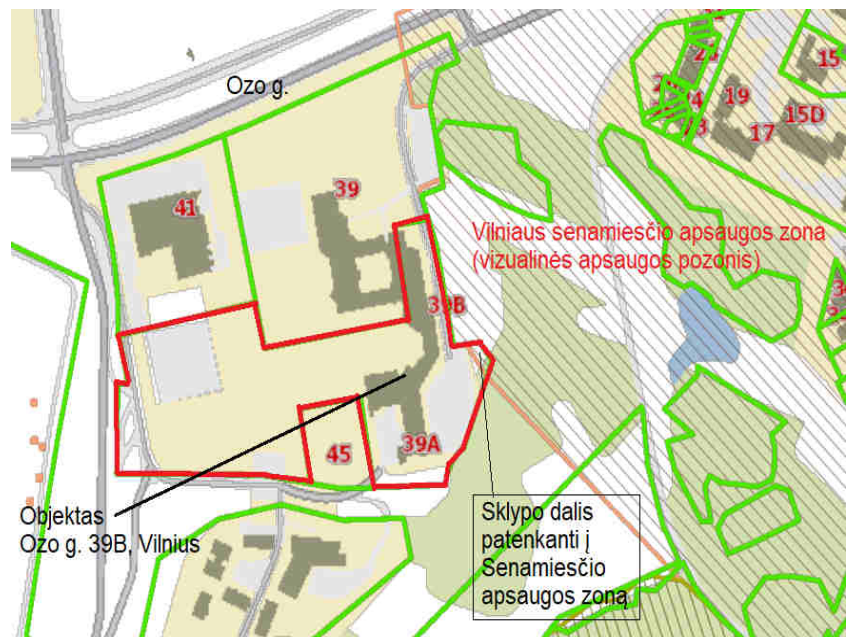 Ozo g.
41
39
39B
39A
45
19
17
15D
15
Vilniaus senamiesčio apsaugos zona
(vizualinės apsaugos pozonis)
Objektas
Ozo g. 39B, Vilnius
Sklypo dalis
patenkanti į
Senamiesčio
apsaugos zoną